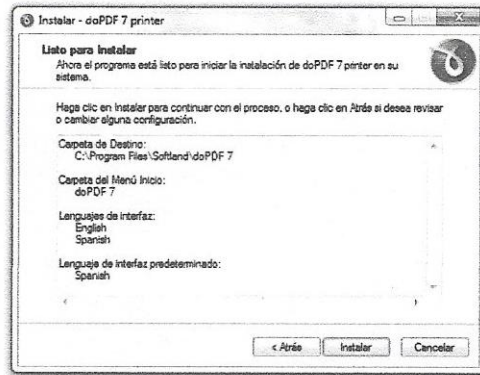 Instalar - doPDF 7 printer
Listo para Instalar
Ahora el programa está listo para iniciar la instalación de doPDF 7 printer en su
sistema.
Haga clic en Instalar para continuar con el proceso, o haga clic en Atrás si desea revisar
o cambiar alguna configuración.
Carpeta de Destino:
C:\Program Files\Softland\doPDF 7
Carpeta del Menú Inicio:
doPDF 7
Lenguajes de interfaz:
English
Spanish
Lenguaje de interfaz predeterminado:
Spanish
< Atrás Instalar Cancelar